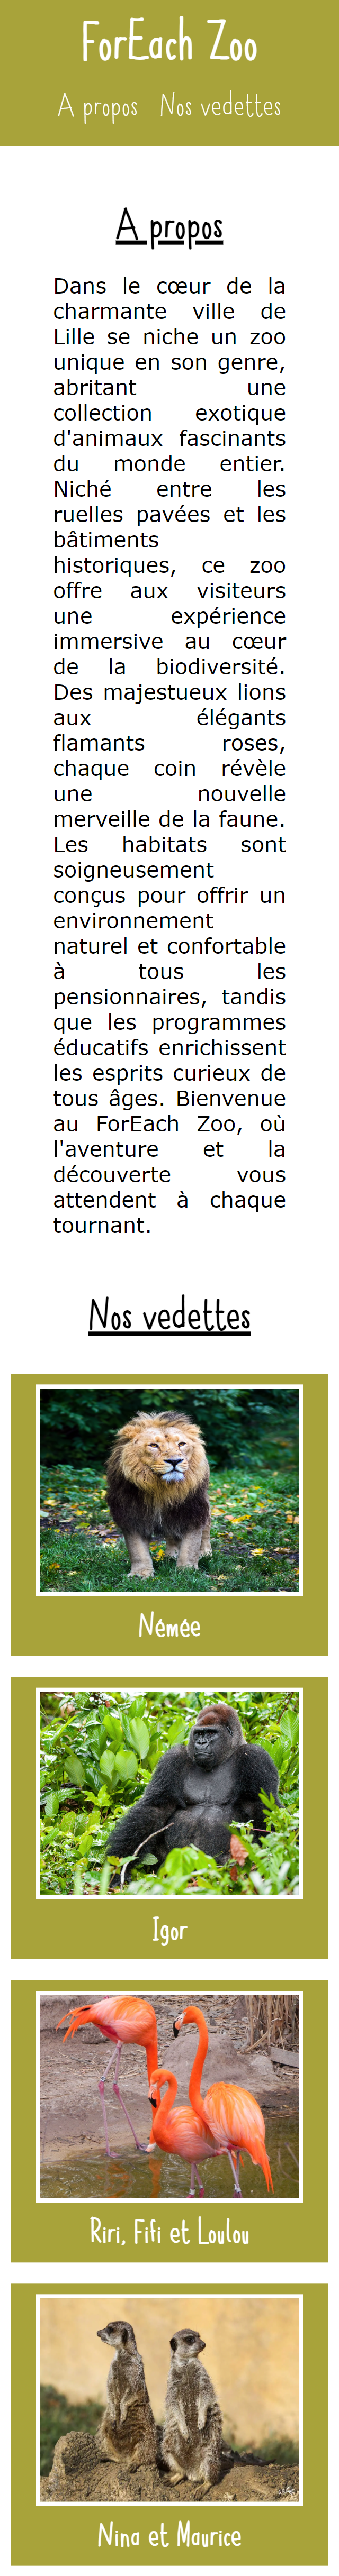 ForEach Zoo
A propos Nos vedettes
A propos
Dans le cœur de la
charmante ville de
Lille se niche un zoo
unique en son genre,
abritant une
collection exotique
d'animaux fascinants
du monde entier.
Niché entre les
ruelles pavées et les
bâtiments
historiques, ce zoo
offre aux visiteurs
une expérience
immersive au cœur
de la biodiversité.
Des majestueux lions
aux élégants
flamants roses,
chaque coin révèle
une nouvelle
merveille de la faune.
Les habitats sont
soigneusement
conçus pour offrir un
environnement
naturel et confortable
à tous les
pensionnaires, tandis
que les programmes
éducatifs enrichissent
les esprits curieux de
tous âges. Bienvenue
au ForEach Zoo, où
l'aventure et la
découverte vous
attendent à chaque
tournant.
Nos vedettes
Némée
Igor
Riri, Fifi et Loulou
Nina et Maurice